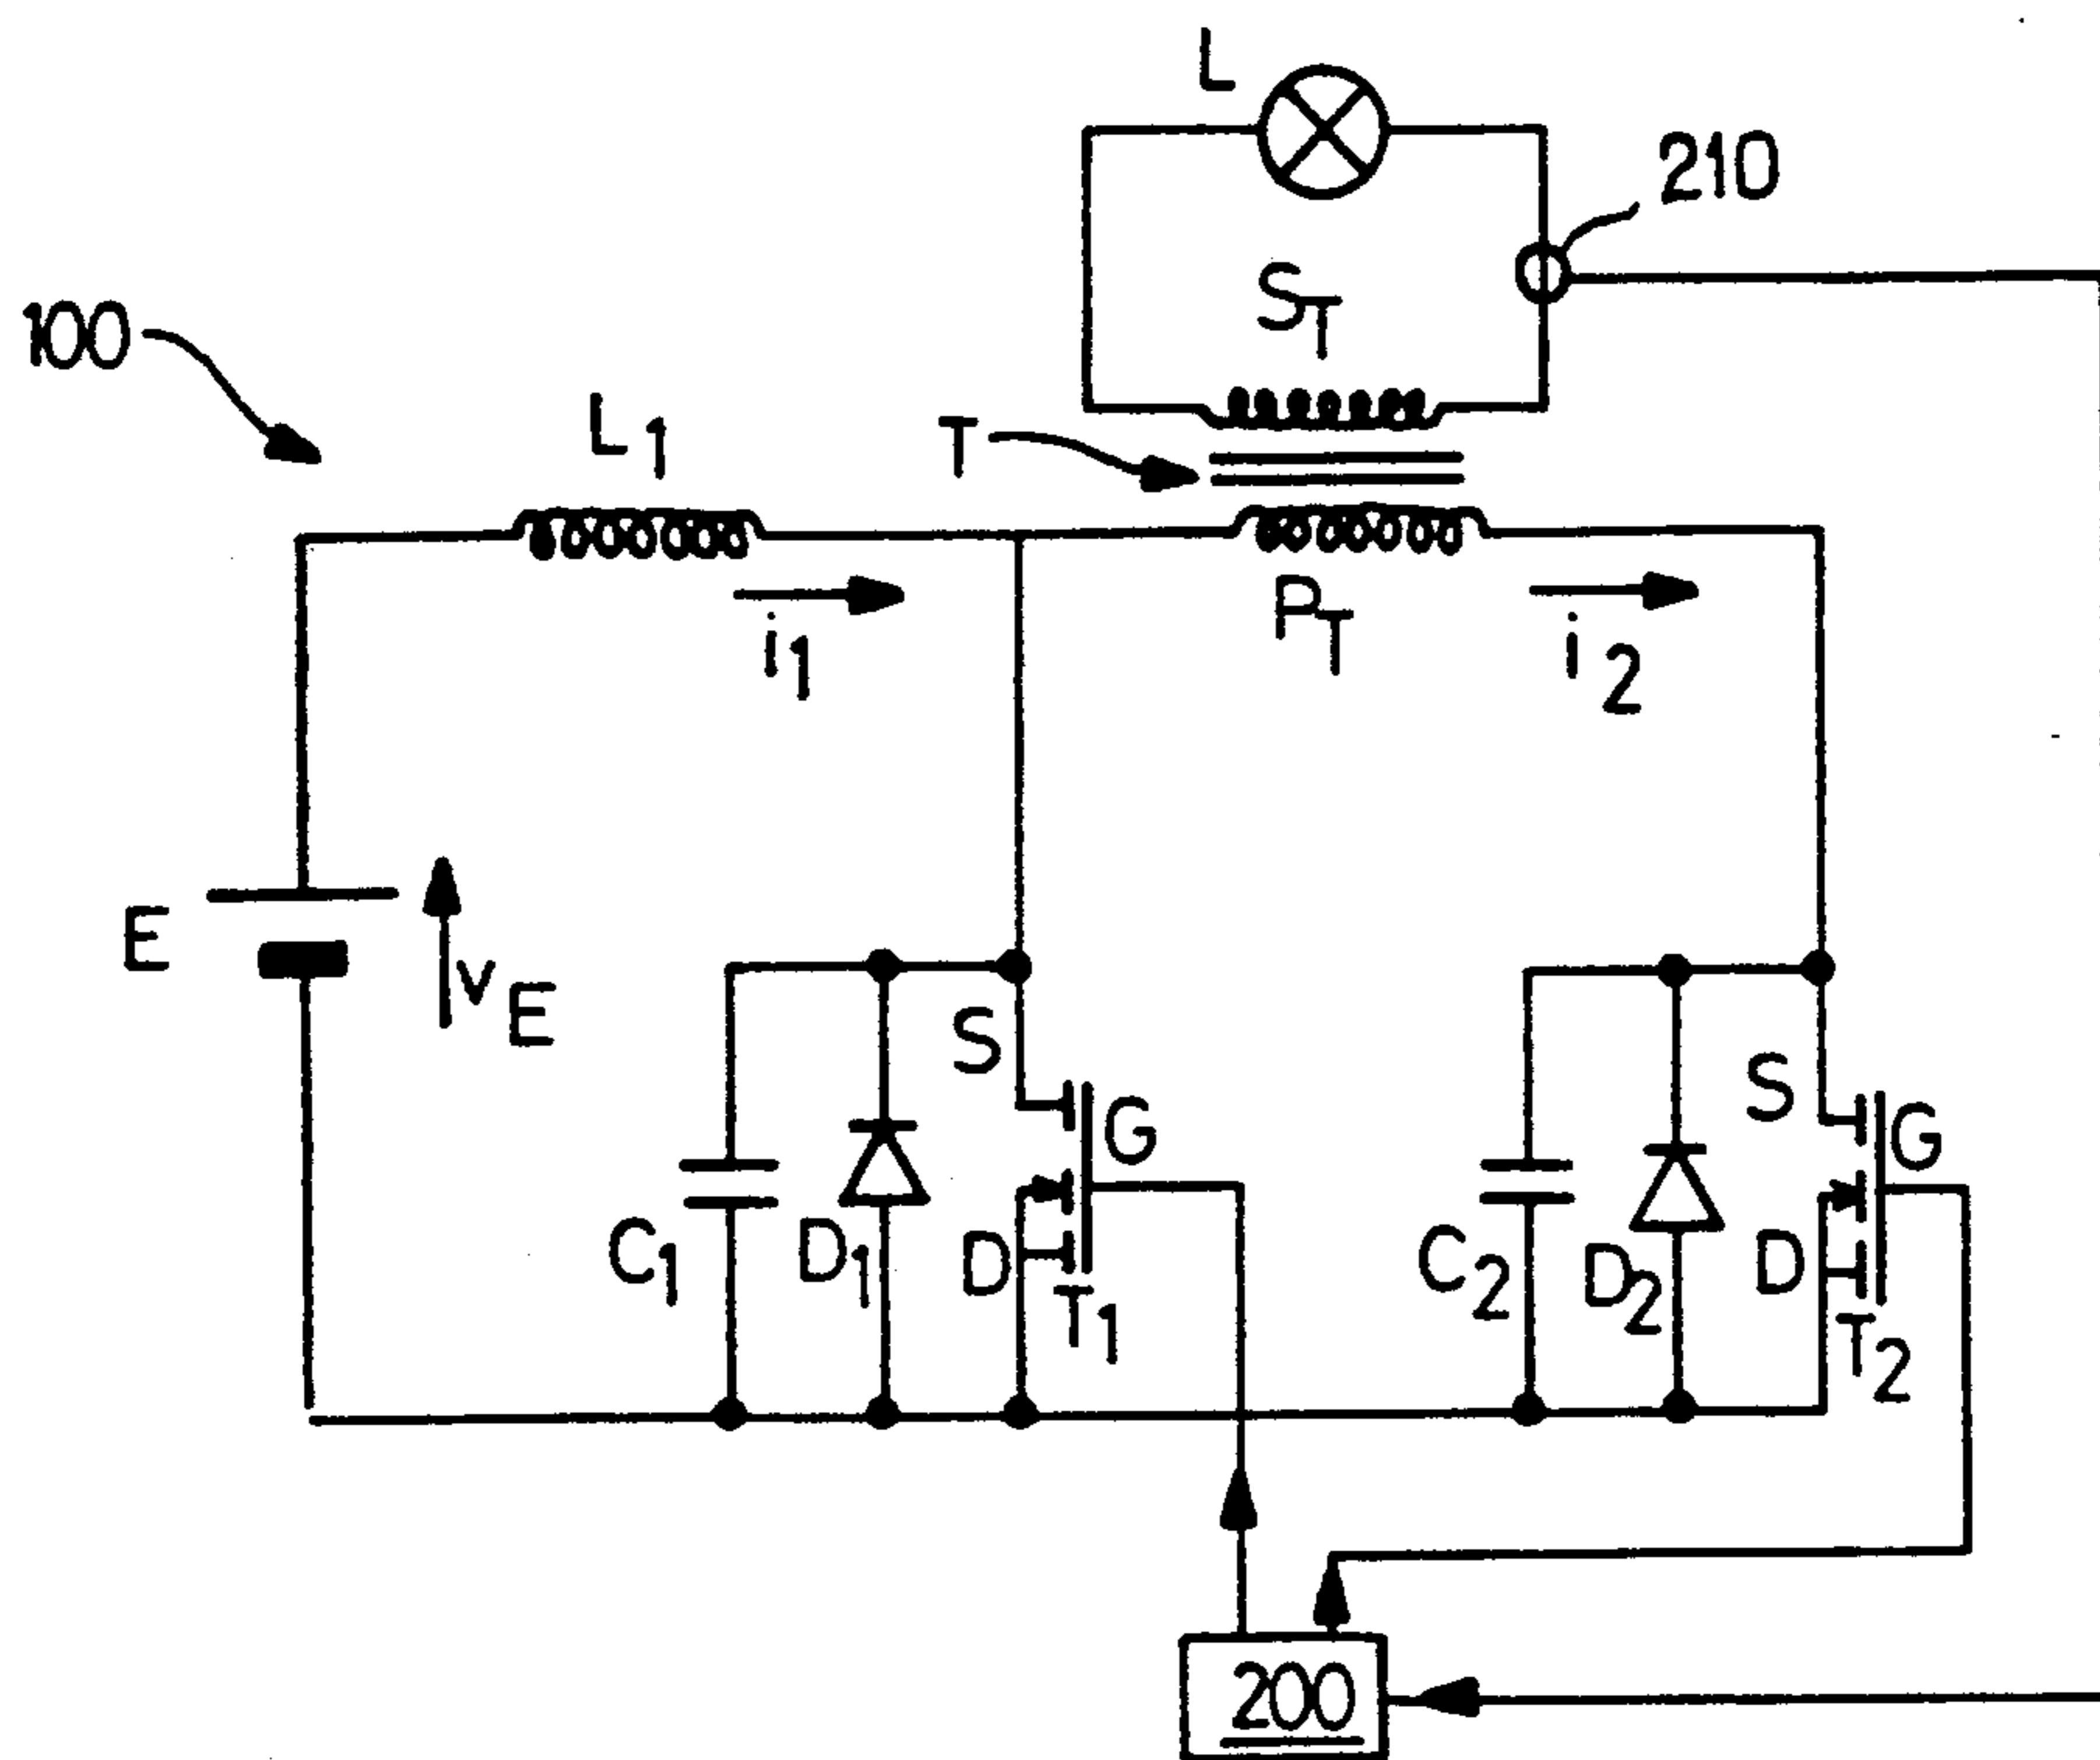 L
210
S_T
100
L_1
T
i_1
P_T
i_2
E
v_E
S
G
S
G
C_1
D_1
D
T_1
C_2
D_2
D
T_2
200